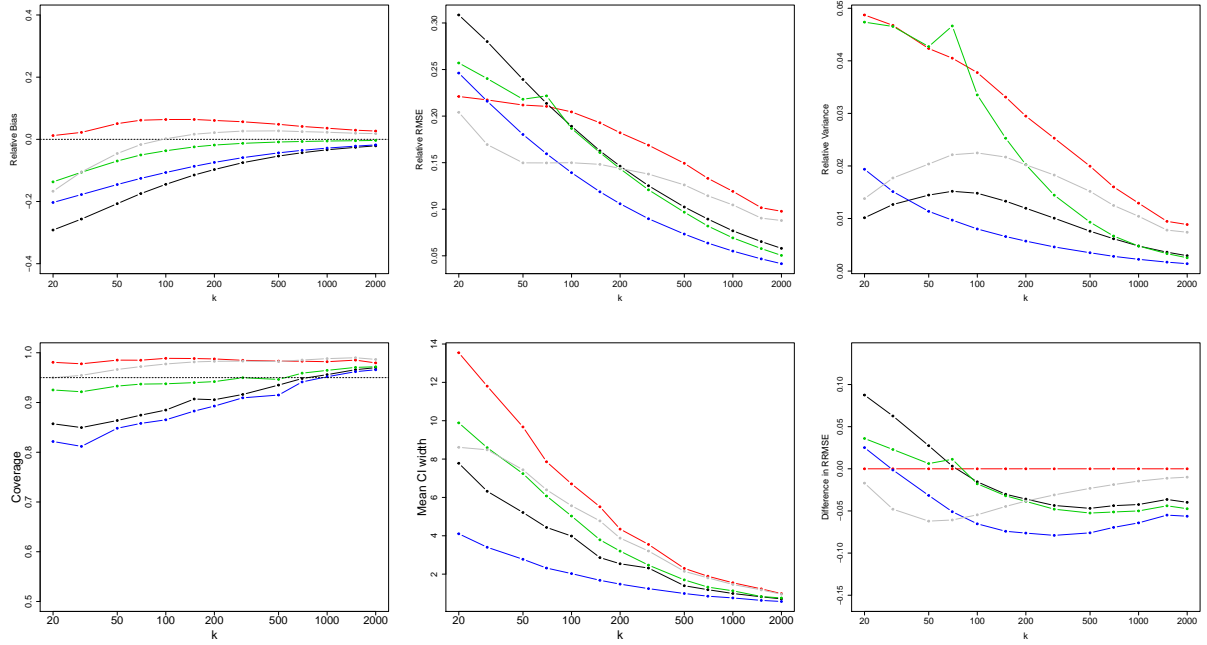 0.4
0.2
0.0
-0.2
-0.4
Relative Bias
20 50 100 200 500 1000 2000
k
0.30
0.25
0.20
0.15
0.10
0.05
Relative RMSE
20 50 100 200 500 1000 2000
k
0.05
0.04
0.03
0.02
0.01
0.00
Relative Variance
20 50 100 200 500 1000 2000
k
1.0
0.9
0.8
0.7
0.6
0.5
Coverage
20 50 100 200 500 1000 2000
k
14
12
10
8
6
4
2
Mean CI width
20 50 100 200 500 1000 2000
k
0.10
0.05
0.00
-0.05
-0.10
-0.15
Difference in RRMSE
20 50 100 200 500 1000 2000
k